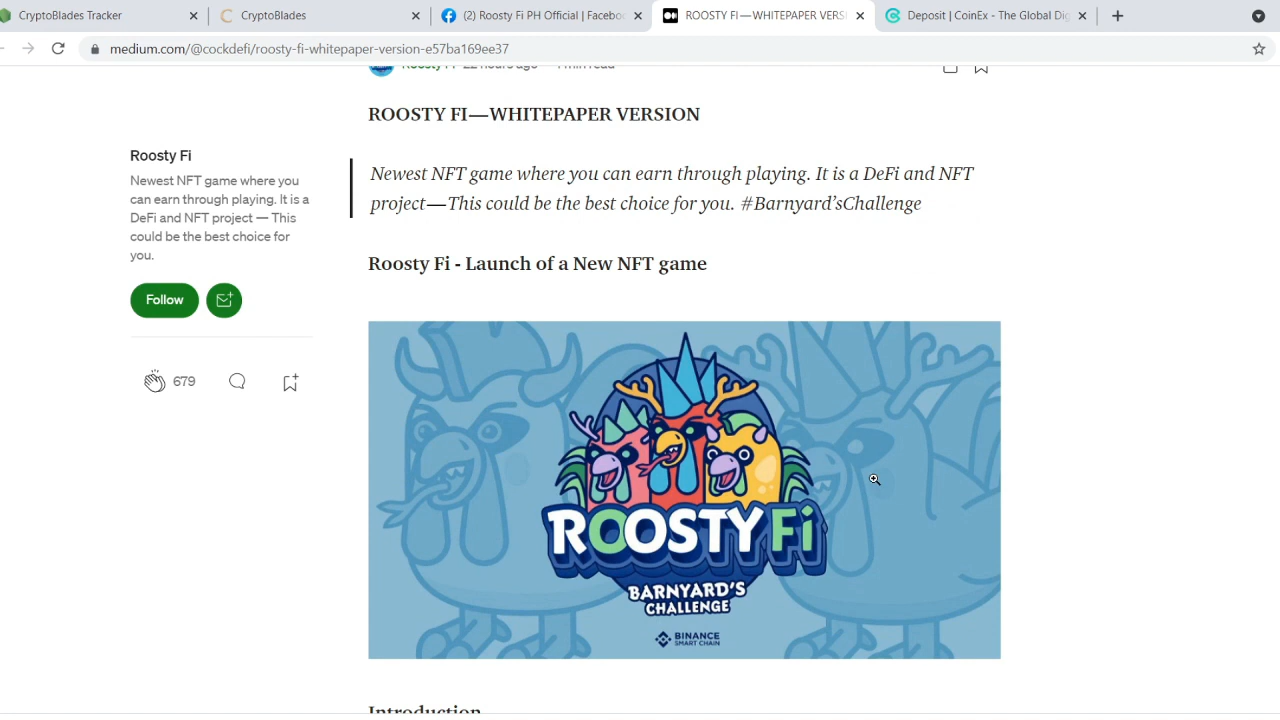 CryptoBlades Tracker
CryptoBlades
(2) Roosty Fi PH Official | Facebo
ROOSTY FI — WHITEPAPER VERS
Deposit | CoinEx - The Global Dig
medium.com/@cockdefi/roosty-fi-whitepaper-version-e57ba169ee37
ROOSTY FI — WHITEPAPER VERSION
Roosty Fi
Newest NFT game where you
can earn through playing. It is a
DeFi and NFT project — This
could be the best choice for
you.
Follow
679
Newest NFT game where you can earn through playing. It is a DeFi and NFT
project — This could be the best choice for you. #Barnyard'sChallenge
Roosty Fi - Launch of a New NFT game
ROOSTY Fi
BARNYARD'S
CHALLENGE
BINANCE
SMART CHAIN
Introduction